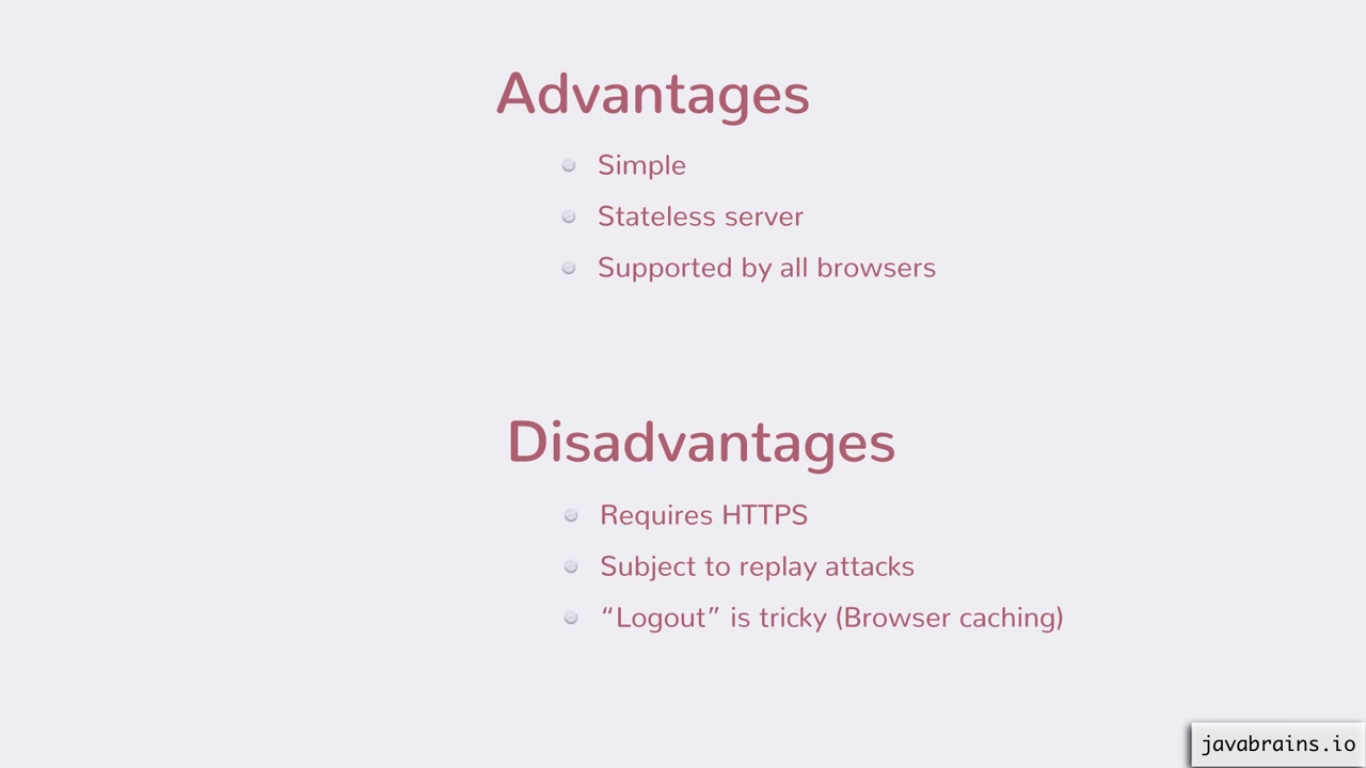 Advantages
Simple
Stateless server
Supported by all browsers
Disadvantages
Requires HTTPS
Subject to replay attacks
“Logout” is tricky (Browser caching)
javabrains.io